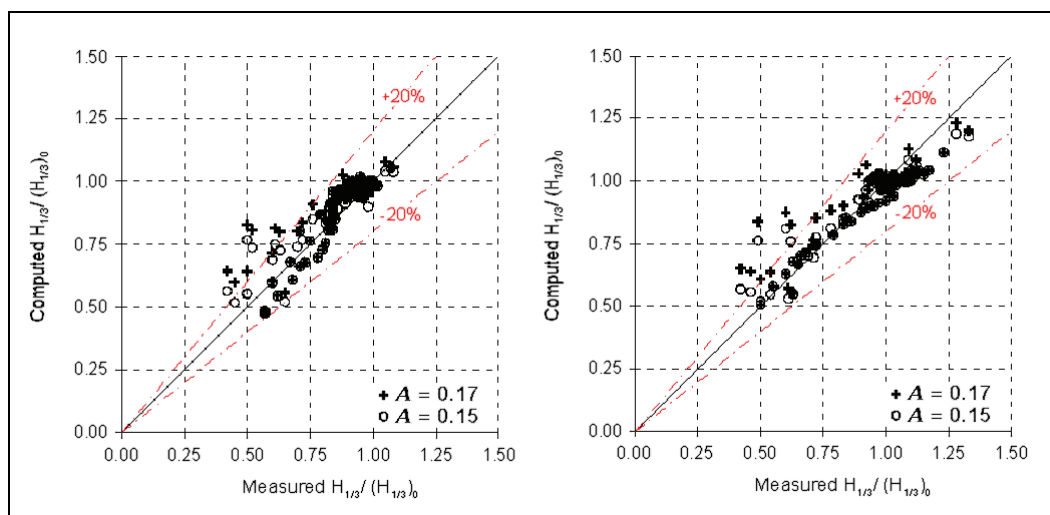 1.50
1.25
1.00
0.75
0.50
0.25
0.00
Computed H1/3/ (H1/3)0
+20%
-20%
+ A = 0.17
o A = 0.15
0.00 0.25 0.50 0.75 1.00 1.25 1.50
Measured H1/3/ (H1/3)0
1.50
1.25
1.00
0.75
0.50
0.25
0.00
Computed H1/3/ (H1/3)0
+20%
-20%
+ A = 0.17
o A = 0.15
0.00 0.25 0.50 0.75 1.00 1.25 1.50
Measured H1/3/ (H1/3)0